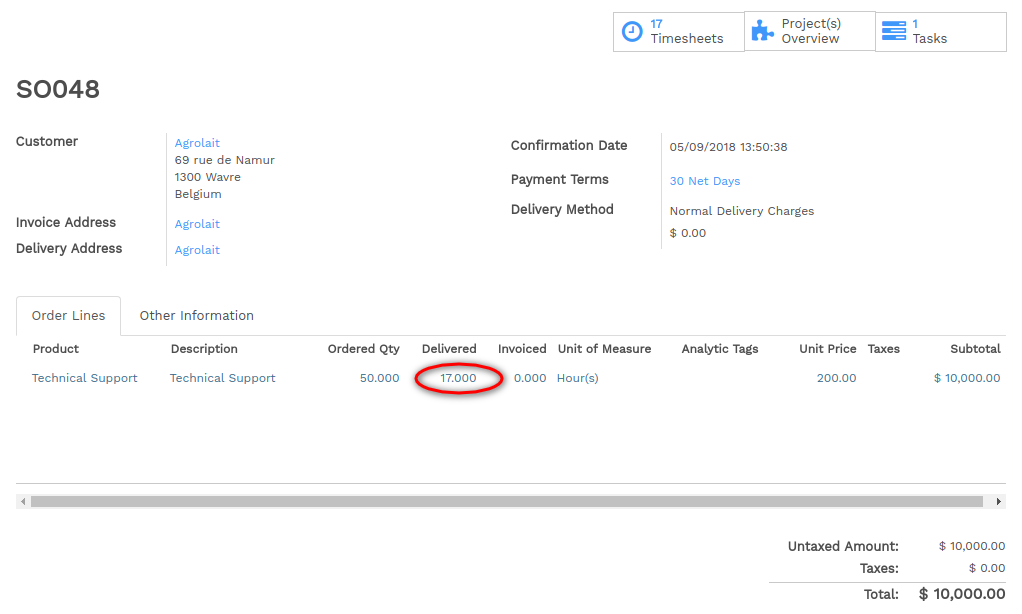 17
Timesheets
Project(s)
Overview
1
Tasks
SO048
Customer
Agrolait
69 rue de Namur
1300 Wavre
Belgium
Invoice Address
Agrolait
Delivery Address
Agrolait
Confirmation Date
05/09/2018 13:50:38
Payment Terms
30 Net Days
Delivery Method
Normal Delivery Charges
$ 0.00
Order Lines Other Information
Product Description Ordered Qty Delivered Invoiced Unit of Measure Analytic Tags Unit Price Taxes Subtotal
Technical Support Technical Support 50.000 17.000 0.000 Hour(s) 200.00 $ 10,000.00
Untaxed Amount: $ 10,000.00
Taxes: $ 0.00
Total: $ 10,000.00